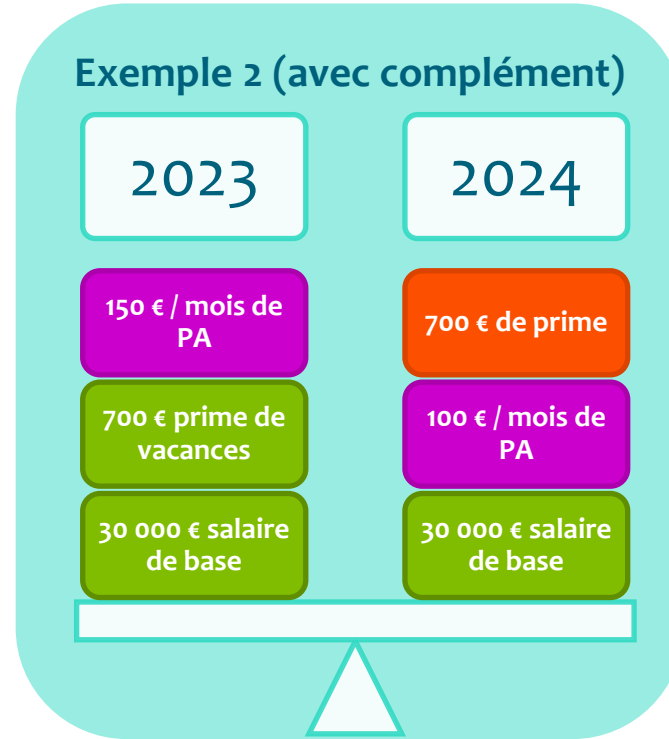 Exemple 2 (avec complément)
2023
2024
150 € / mois de
PA
700 € prime de
vacances
30 000 € salaire
de base
700 € de prime
100 € / mois de
PA
30 000 € salaire
de base